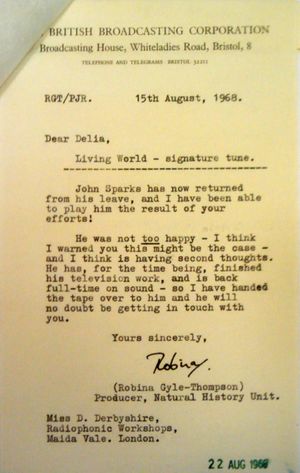 BRITISH BROADCASTING CORPORATION
Broadcasting House, Whiteladies Road, Bristol, 8
TELEPHONE AND TELEGRAMS BRISTOL 32211
RGT/PJR. 15th August, 1968.
Dear Delia,
Living World - signature tune.
John Sparks has now returned
from his leave, and I have been able
to play him the result of your
efforts!
He was not too happy - I think
I warned you this might be the case -
and I think is having second thoughts.
He has, for the time being, finished
his television work, and is back
full-time on sound - so I have handed
the tape over to him and he will
no doubt be getting in touch with
you.
Yours sincerely,
Robina.
(Robina Gyle-Thompson)
Producer, Natural History Unit.
Miss D. Derbyshire,
Radiophonic Workshops,
Maida Vale. London.
22 AUG 1968